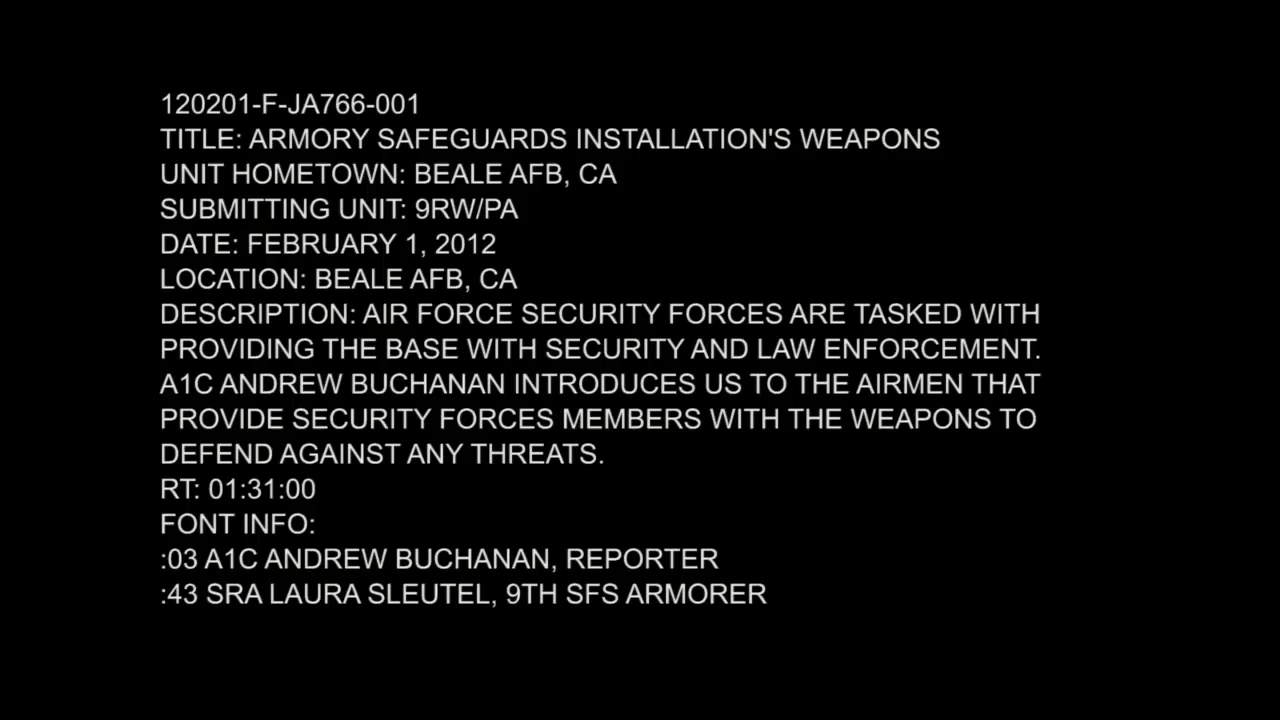 120201-F-JA766-001
TITLE: ARMORY SAFEGUARDS INSTALLATION'S WEAPONS
UNIT HOMETOWN: BEALE AFB, CA
SUBMITTING UNIT: 9RW/PA
DATE: FEBRUARY 1, 2012
LOCATION: BEALE AFB, CA
DESCRIPTION: AIR FORCE SECURITY FORCES ARE TASKED WITH
PROVIDING THE BASE WITH SECURITY AND LAW ENFORCEMENT.
A1C ANDREW BUCHANAN INTRODUCES US TO THE AIRMEN THAT
PROVIDE SECURITY FORCES MEMBERS WITH THE WEAPONS TO
DEFEND AGAINST ANY THREATS.
RT: 01:31:00
FONT INFO:
:03 A1C ANDREW BUCHANAN, REPORTER
:43 SRA LAURA SLEUTEL, 9TH SFS ARMORER